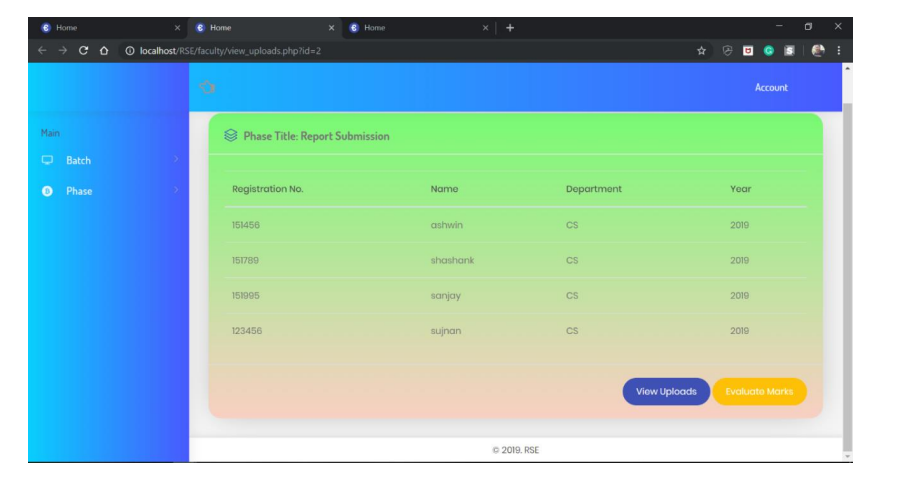 Home Home Home
localhost/RSE/faculty/view_uploads.php?id=2
Account
Main
Batch
Phase
Phase Title: Report Submission
Registration No. Name Department Year
151456 ashwin CS 2019
151789 shashank CS 2019
151995 sanjay CS 2019
123456 sujnan CS 2019
View Uploads Evaluate Marks
© 2019. RSE